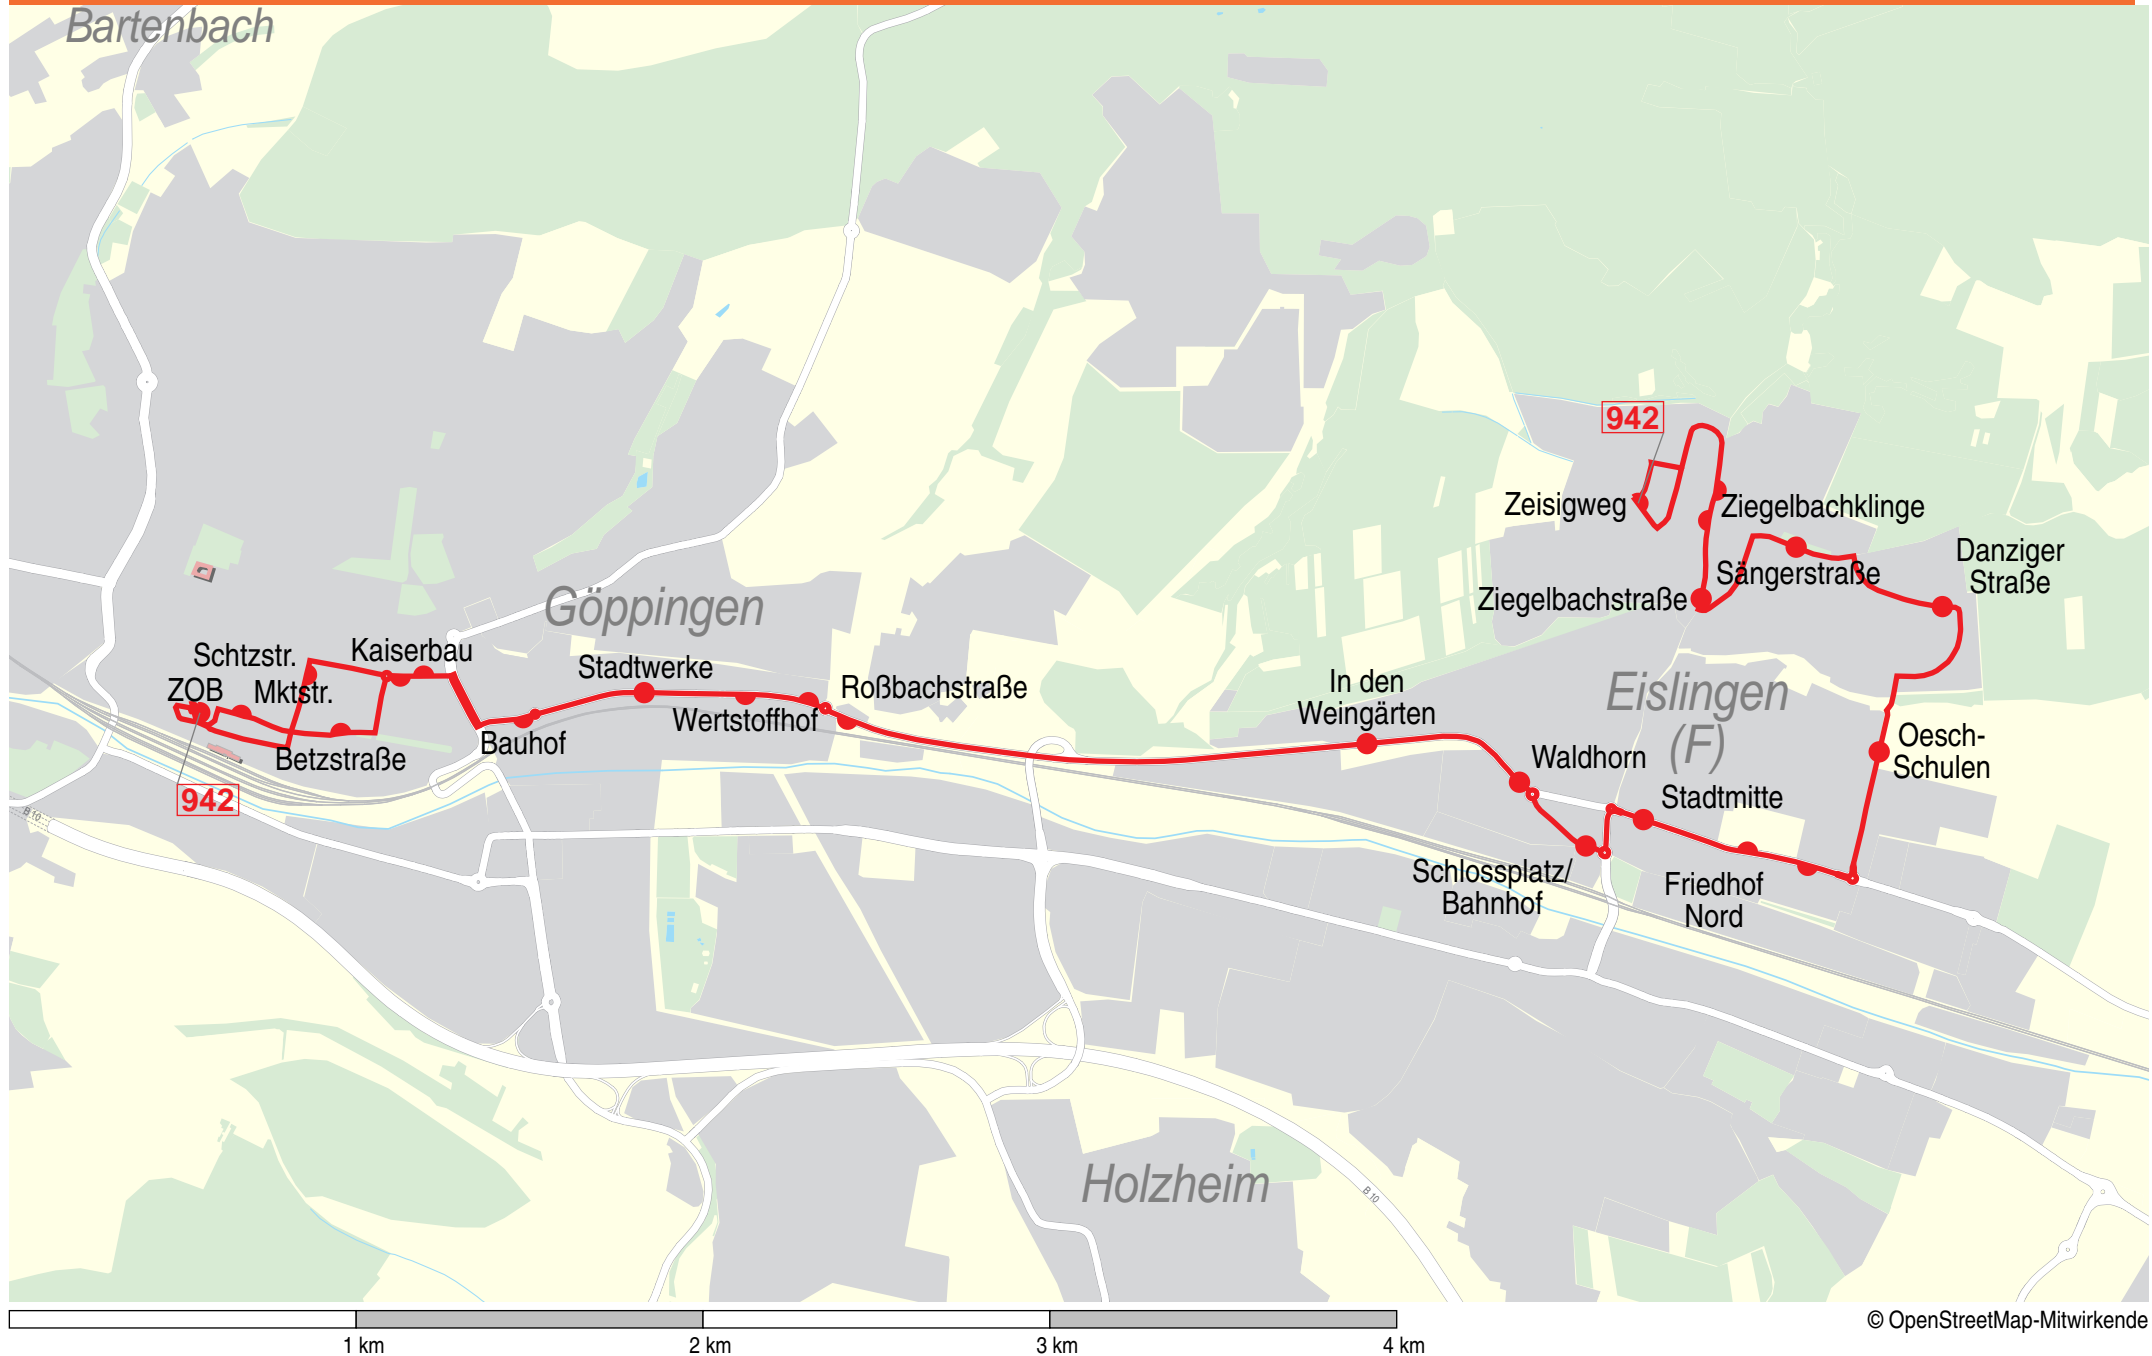 Bartenbach
942
Zeisigweg
Ziegelbachklinge
Danziger
Straße
Sängerstraße
Ziegelbachstraße
Göppingen
Schtzstr.
Kaiserbau
ZOB
Mktstr.
Stadtwerke
Roßbachstraße
In den
Weingärten
Eislingen
(F)
Wertstoffhof
Bauhof
Betzstraße
Oesch-
Schulen
Waldhorn
Stadtmitte
942
B 10
Schlossplatz/
Bahnhof
Friedhof
Nord
Holzheim
B 10
© OpenStreetMap-Mitwirkende
1 km
2 km
3 km
4 km